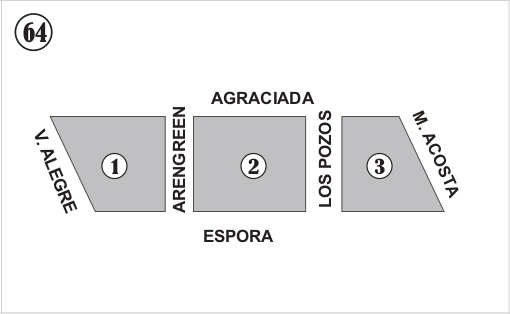 64
AGRACIADA
V. ALEGRE
1
ARENGREEN
2
LOS POZOS
3
M. ACOSTA
ESPORA